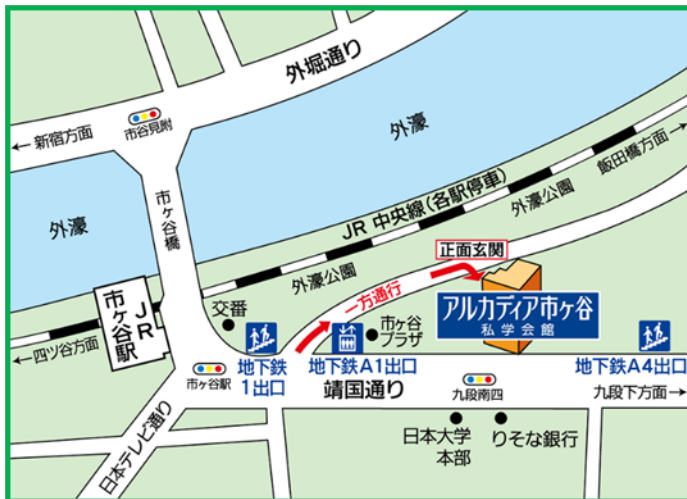 外堀通り
←新宿方面
市谷見附
外濠
飯田橋方面→
外濠
市ヶ谷橋
JR 中央線(各駅停車)
外濠公園
外濠公園
正面玄関
一方通行
JR
市ヶ谷駅
交番
市ヶ谷
プラザ
アルカディア市ヶ谷
私学会館
←四ツ谷方面
市ヶ谷駅
地下鉄
1出口
地下鉄A1出口
地下鉄A4出口
靖国通り
九段南四
九段下方面→
日本テレビ通り
日本大学
本部
りそな銀行